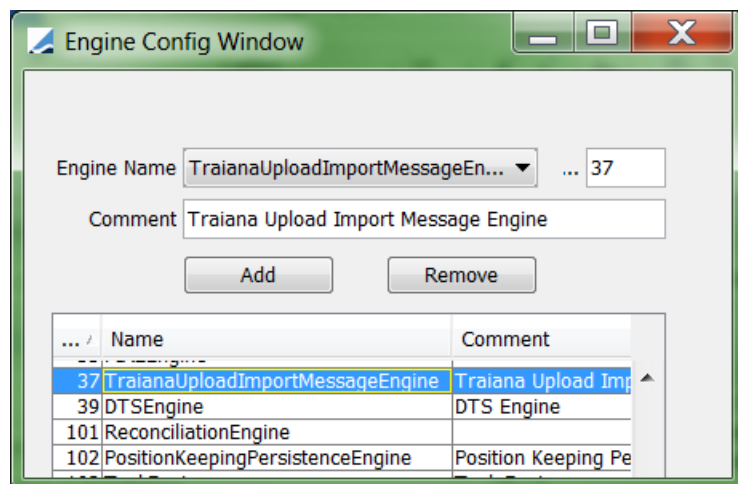 Engine Config Window
Engine Name TraianaUploadImportMessageEn... ... 37
Comment Traiana Upload Import Message Engine
Add Remove
... Name Comment
37 TraianaUploadImportMessageEngine Traiana Upload Imp
39 DTSEngine DTS Engine
101 ReconciliationEngine
102 PositionKeepingPersistenceEngine Position Keeping Pe